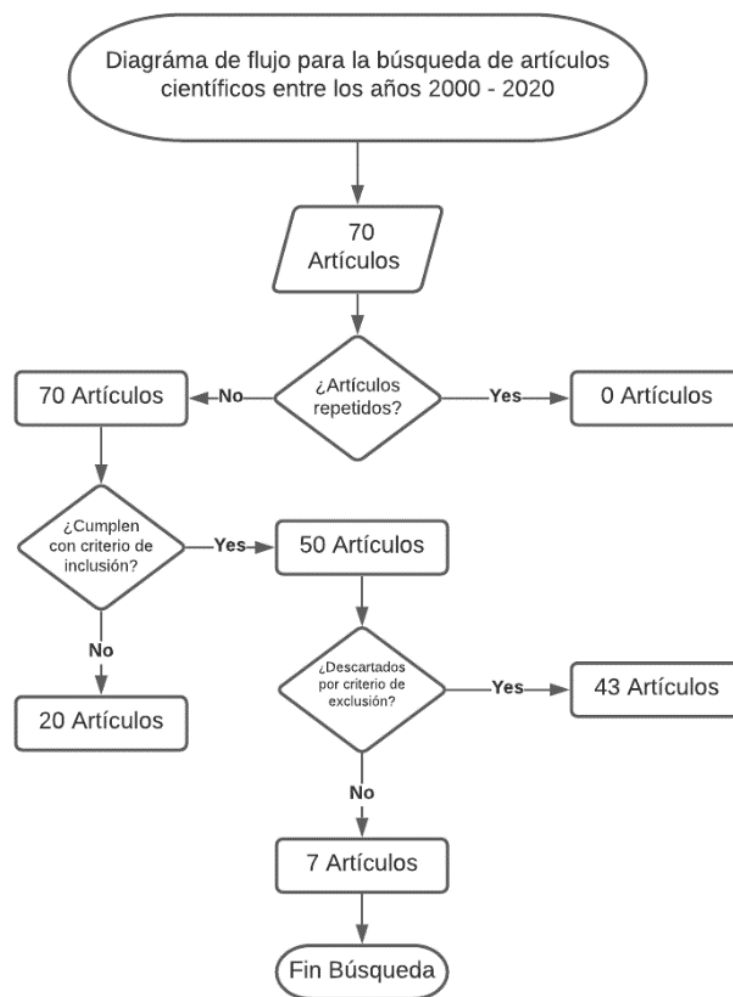 Diagráma de flujo para la búsqueda de artículos
científicos entre los años 2000 - 2020
70
Artículos
¿Artículos
repetidos?
No
Yes
70 Artículos
0 Artículos
¿Cumplen
con criterio de
inclusión?
Yes
50 Artículos
No
20 Artículos
¿Descartados
por criterio de
exclusión?
Yes
43 Artículos
No
7 Artículos
Fin Búsqueda